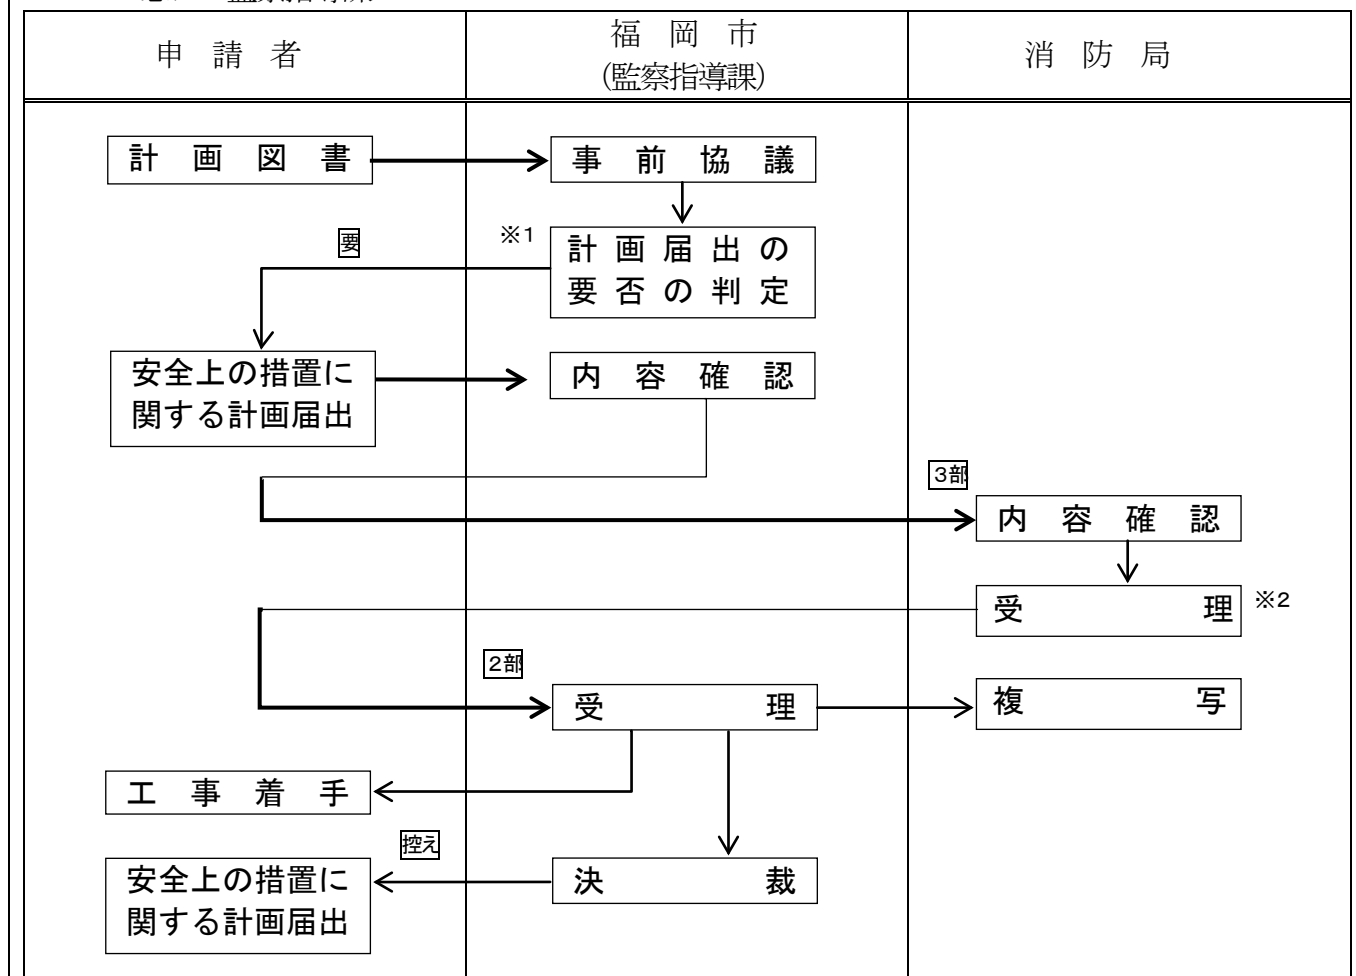 申請者
福岡市
(監察指導課)
消防局
計画図書
事前協議
※1
計画届出の
要否の判定
要
安全上の措置に
関する計画届出
内容確認
3部
内容確認
受理
※2
2部
受理
複写
工事着手
控え
決裁
安全上の措置に
関する計画届出